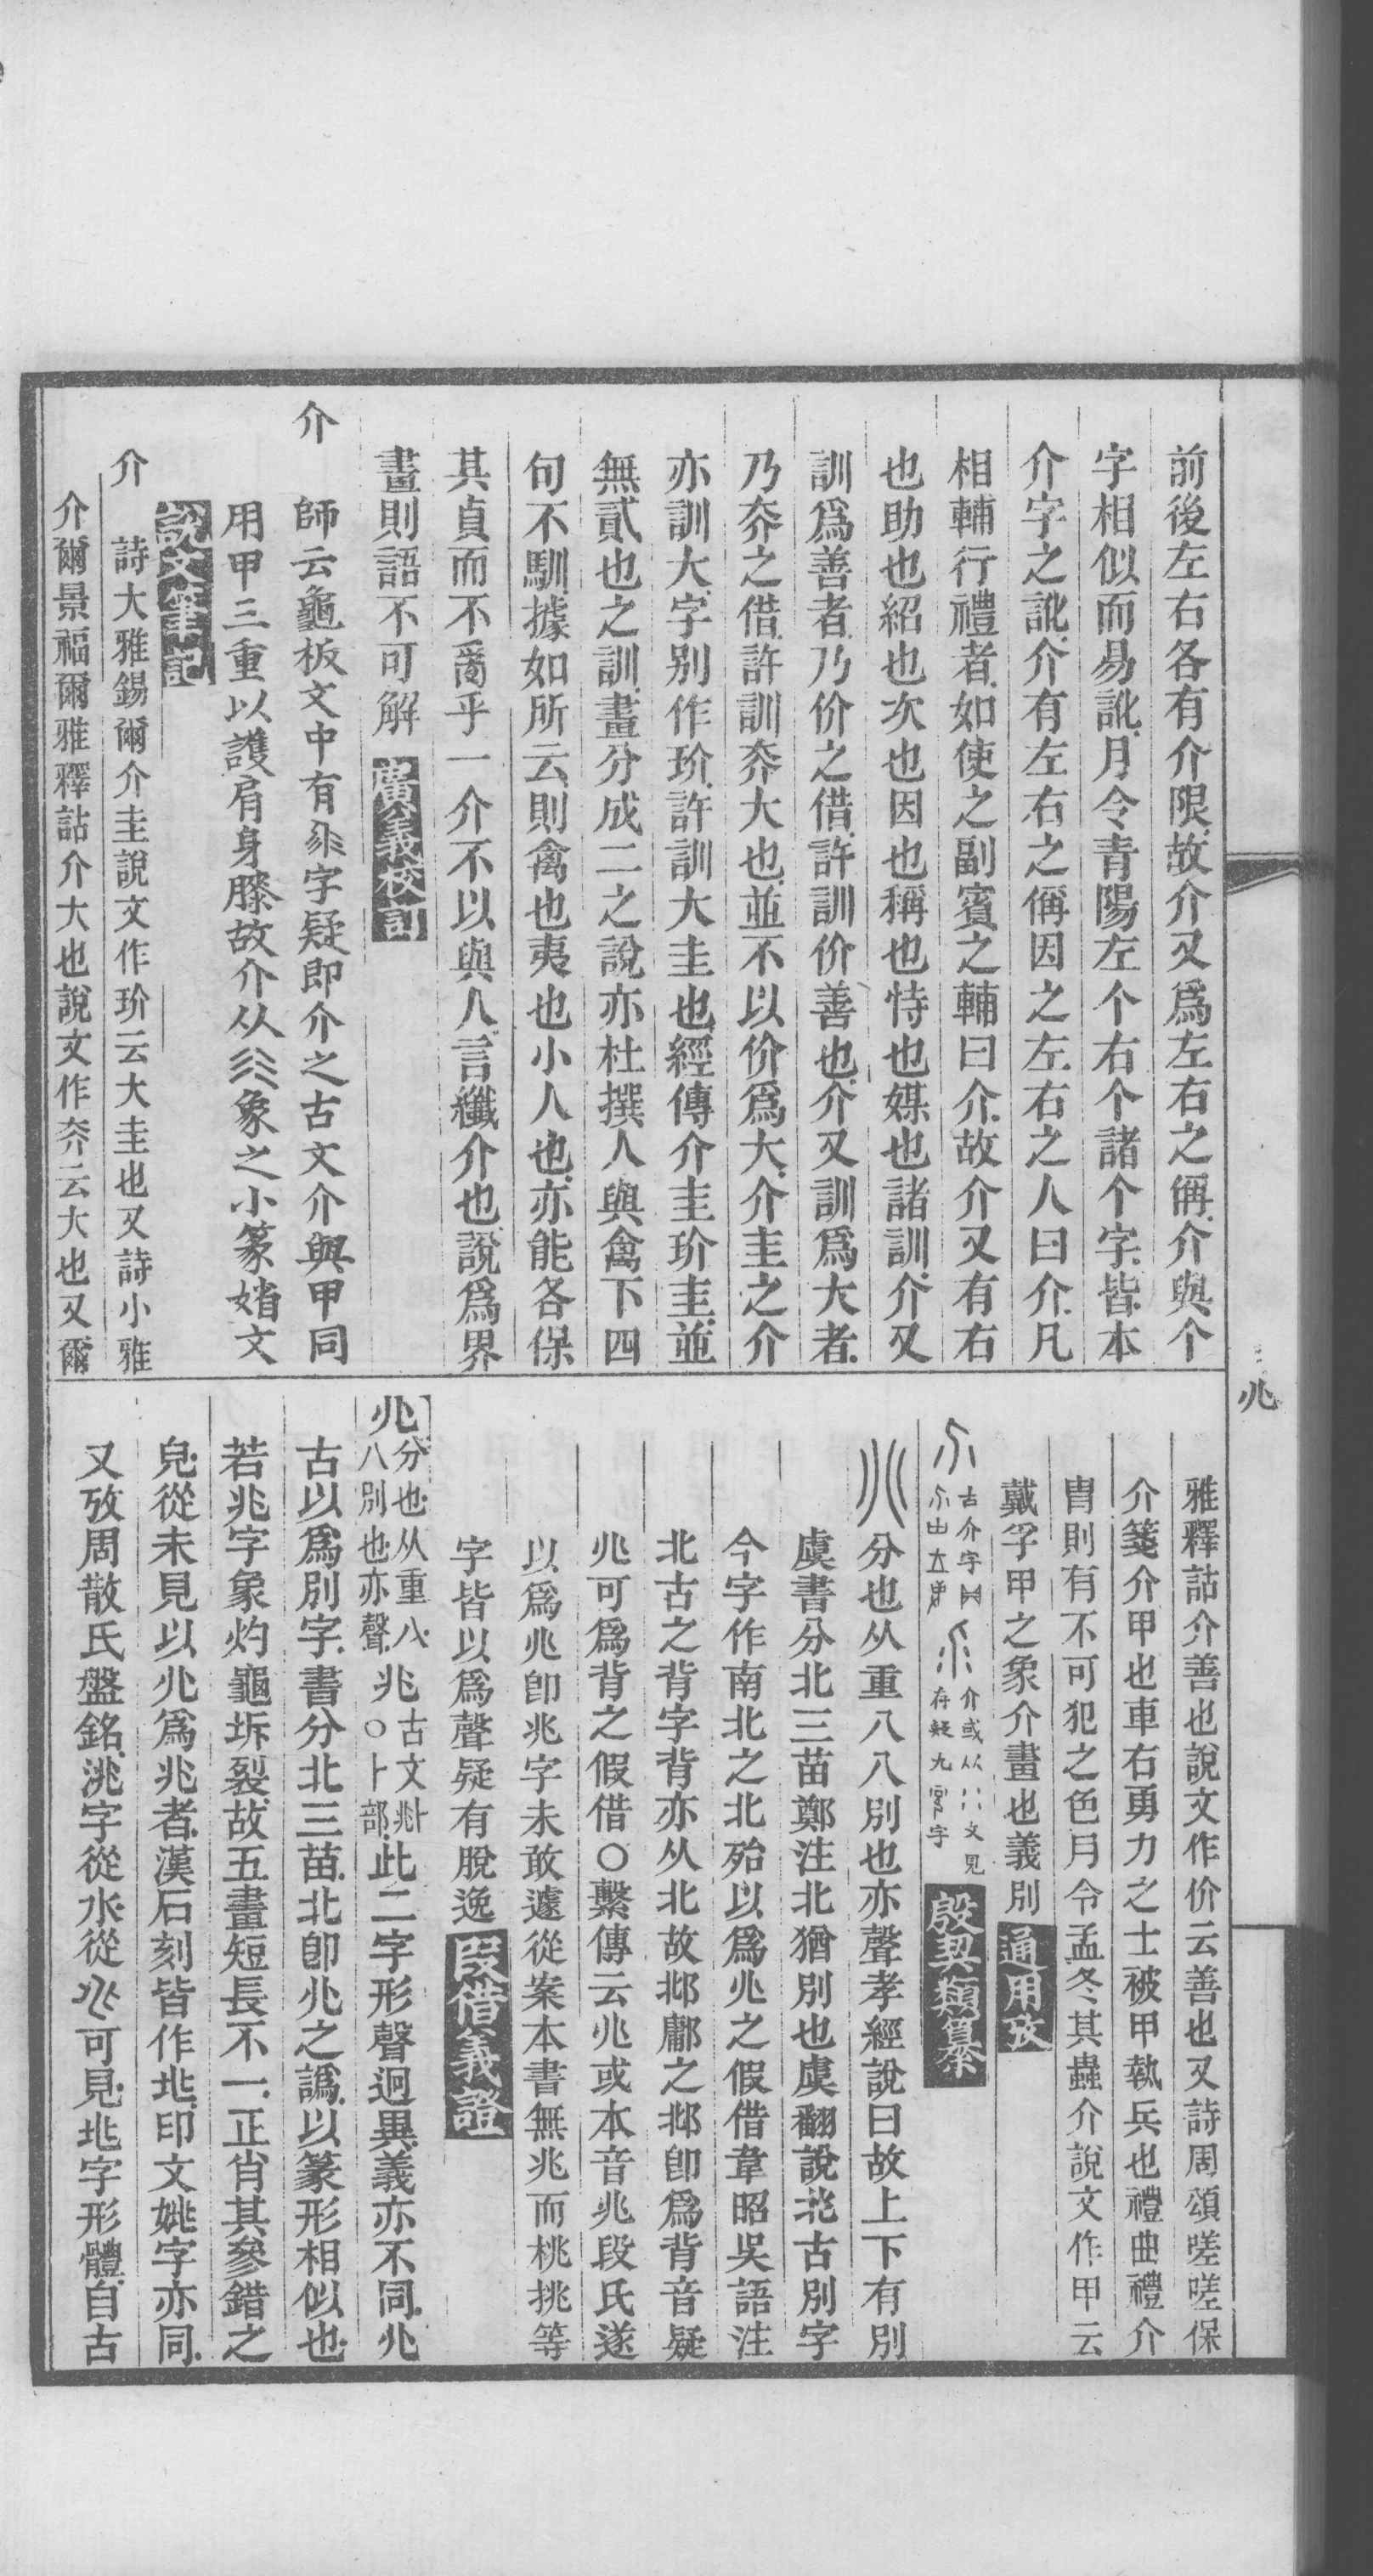 前後左右各有介限故介又爲左右之稱介與个
字相似而易訛月令青陽左个右个諸个字皆本
介字之訛介有左右之偁因之左右之人曰介凡
相輔行禮者如使之副賓之輔曰介故介又有右
也助也紹也次也因也稱也恃也媒也諸訓介又
訓爲善者乃价之借許訓价善也介又訓爲大者
乃夰之借許訓夰大也並不以价爲大介圭之介
亦訓大字別作玠許訓大圭也經傳介圭玠圭並
無貳也之訓畫分成二之說亦杜撰人與禽下四
句不馴據如所云則禽也夷也小人也亦能各保
其貞而不啻乎一介不以與人言纖介也說爲界
畫則語不可解 廣義校訂
介 師云龜板文中有字疑即介之古文介與甲同
用甲三重以護肩身膝故介从象之小篆媘文
說文
介 詩大雅錫爾介圭說文作玠云大圭也又詩小雅
介爾景福爾雅釋詁介大也說文作夰云大也又爾
兆
雅釋詁介善也說文作价云善也又詩周頌嗟嗟保
介箋介甲也車右勇力之士被甲執兵也禮曲禮介
冑則有不可犯之色月令孟冬其蟲介說文作甲云
戴孚甲之象介畫也義別 通用攷
古介字 介或从八文見
存疑九宮字 殷契類纂
分也从重八八別也亦聲孝經說曰故上下有別
虞書分北三苗鄭注北猶別也虞翻說北古別字
今字作南北之北殆以爲兆之假借韋昭吳語注
北古之背字背亦从北故邶鄘之邶卽爲背音疑
兆可爲背之假借○繫傳云兆或本音兆段氏遂
以爲兆卽兆字未敢遽從案本書無兆而桃挑等
字皆以爲聲疑有脫逸 叚借義證
兆 分也从重八八別也亦聲 兆古文○卜部 此二字形聲迥異義亦不同兆
古以爲別字書分北三苗北卽兆之譌以篆形相似也
若兆字象灼龜坼裂故五畫短長不一正肖其參錯之
皃從未見以兆爲兆者漢石刻皆作兆印文姚字亦同
又攷周散氏盤銘洮字從水從可見兆字形體自古